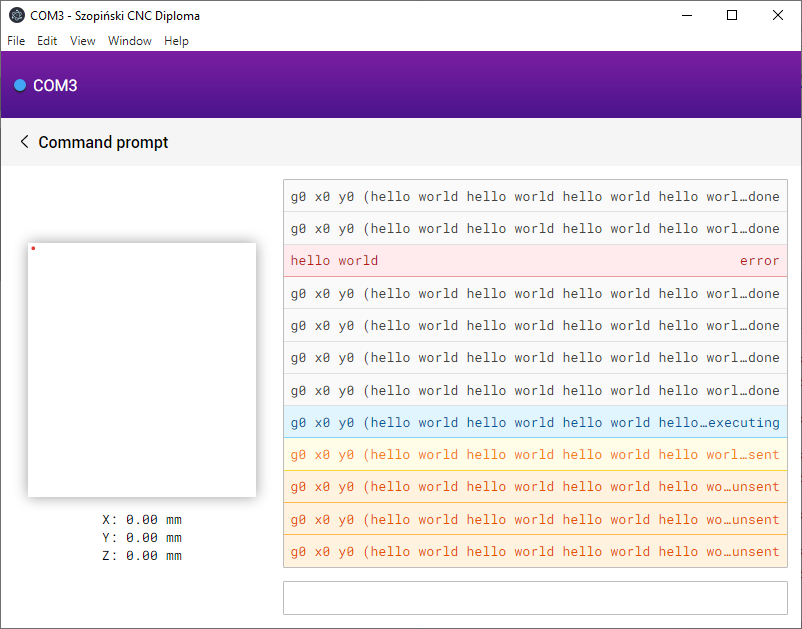 COM3 - Szopiński CNC Diploma
File Edit View Window Help
COM3
Command prompt
g0 x0 y0 (hello world hello world hello world hello worl…done
g0 x0 y0 (hello world hello world hello world hello worl…done
hello world error
g0 x0 y0 (hello world hello world hello world hello worl…done
g0 x0 y0 (hello world hello world hello world hello worl…done
g0 x0 y0 (hello world hello world hello world hello worl…done
g0 x0 y0 (hello world hello world hello world hello worl…done
g0 x0 y0 (hello world hello world hello world hello…executing
g0 x0 y0 (hello world hello world hello world hello worl…sent
g0 x0 y0 (hello world hello world hello world hello wo…unsent
g0 x0 y0 (hello world hello world hello world hello wo…unsent
g0 x0 y0 (hello world hello world hello world hello wo…unsent
X: 0.00 mm
Y: 0.00 mm
Z: 0.00 mm